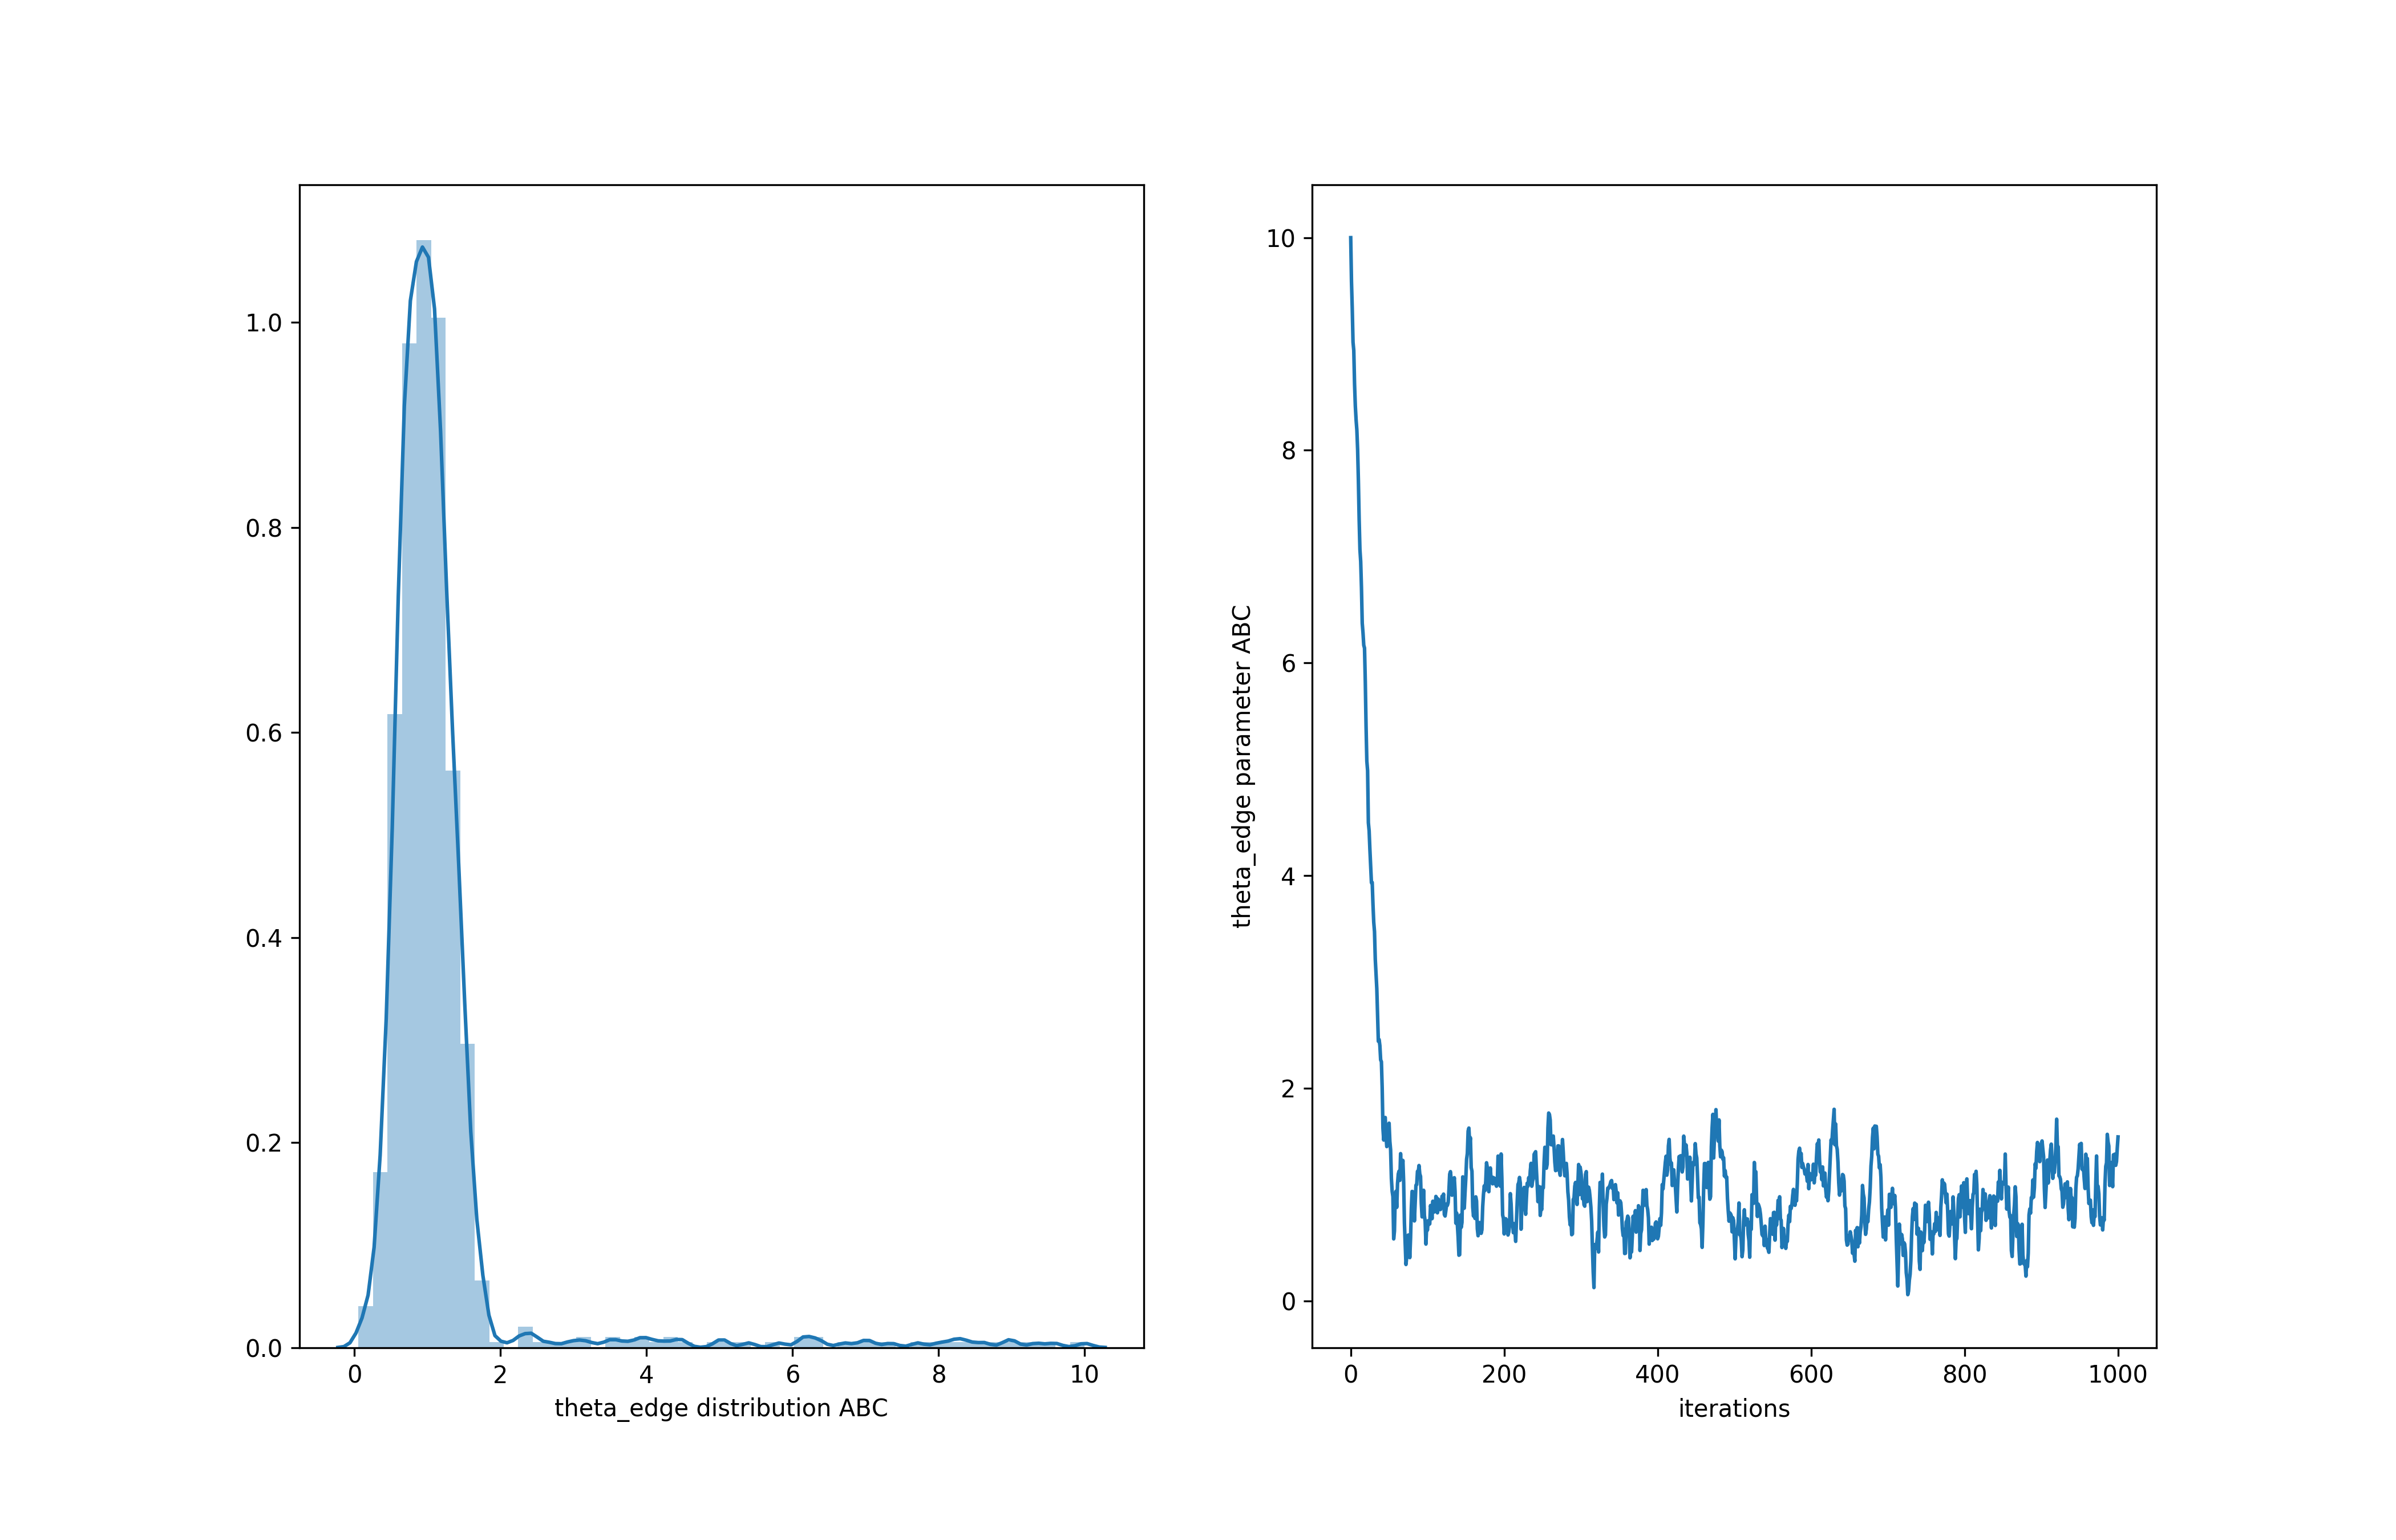 1.0
0.8
0.6
0.4
0.2
0.0
0 2 4 6 8 10
theta_edge distribution ABC
10
8
6
4
2
0
theta_edge parameter ABC
0 200 400 600 800 1000
iterations